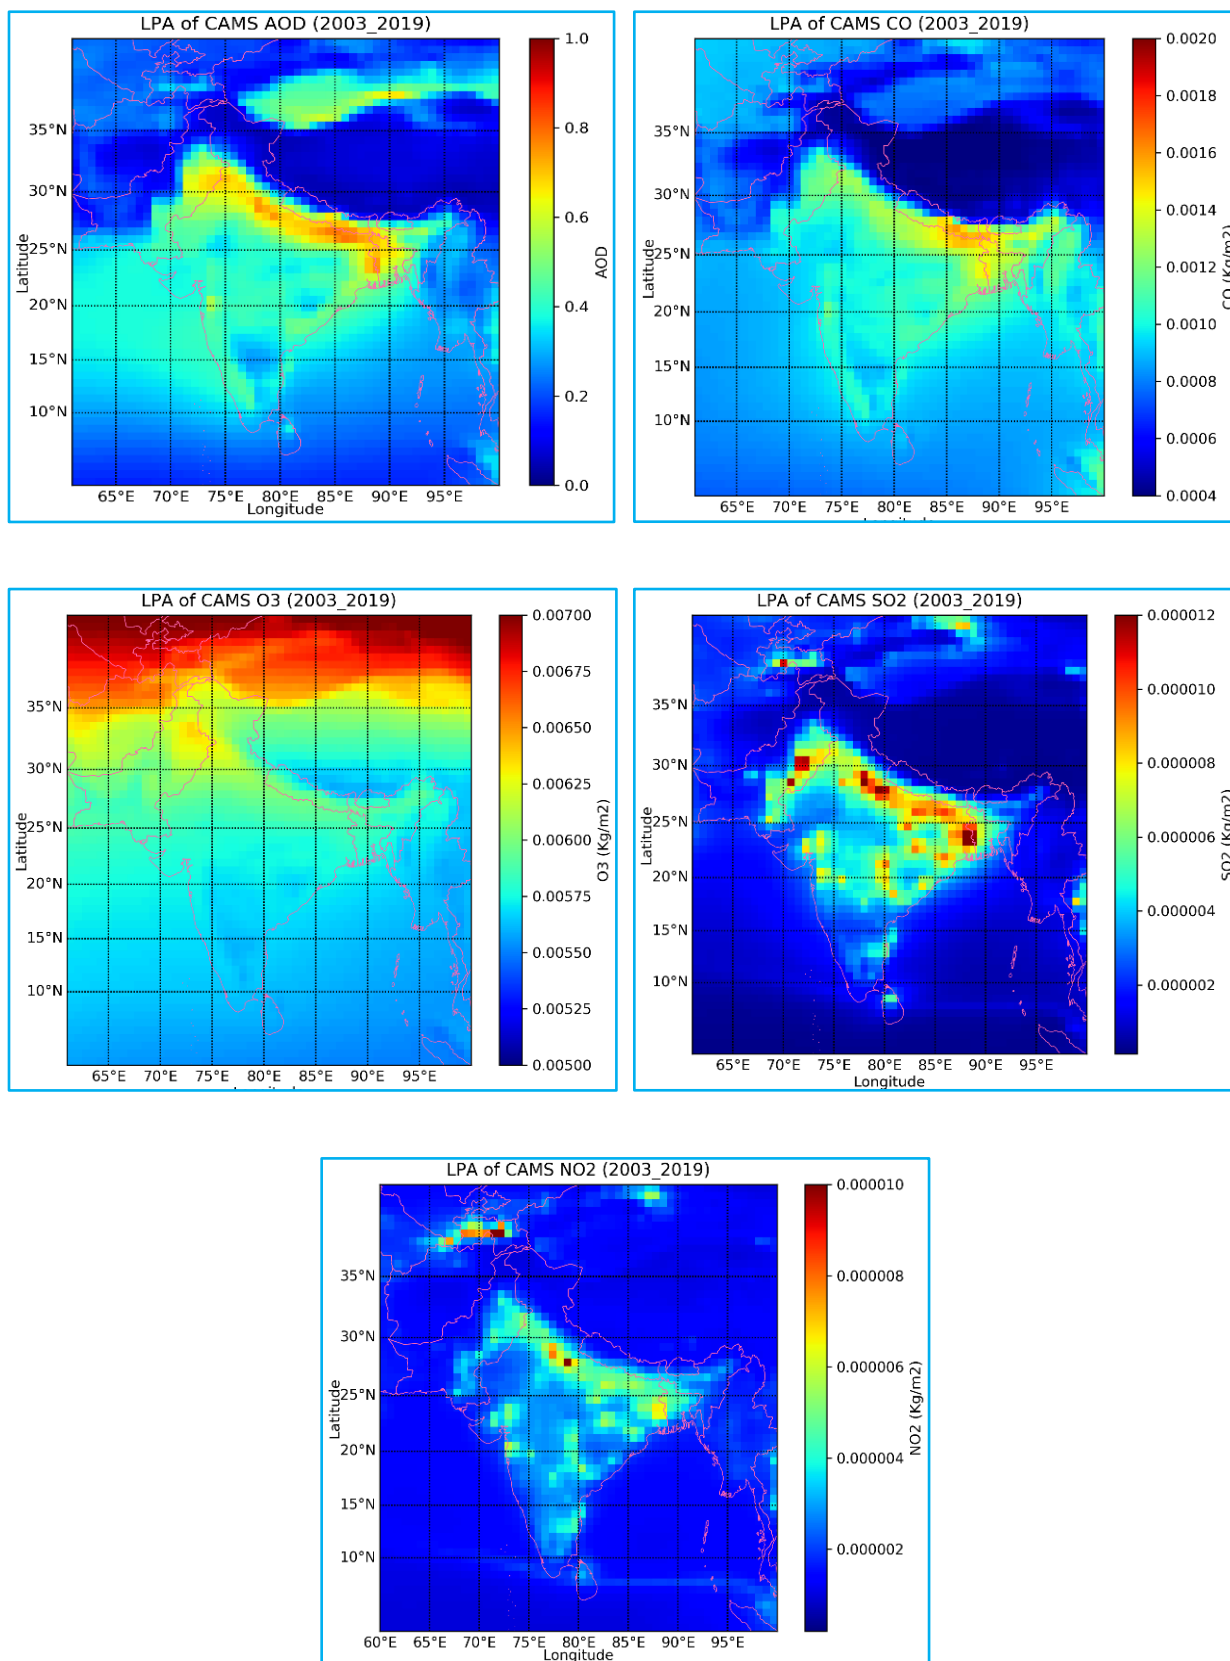 LPA of CAMS AOD (2003_2019)
1.0
0.8
0.6
0.4
0.2
0.0
AOD
35°N
30°N
25°N
20°N
15°N
10°N
Latitude
65°E 70°E 75°E 80°E 85°E 90°E 95°E
Longitude
LPA of CAMS CO (2003_2019)
0.0020
0.0018
0.0016
0.0014
0.0012
0.0010
0.0008
0.0006
0.0004
CO (Kg/m2)
35°N
30°N
25°N
20°N
15°N
10°N
Latitude
65°E 70°E 75°E 80°E 85°E 90°E 95°E
Longitude
LPA of CAMS O3 (2003_2019)
0.00700
0.00675
0.00650
0.00625
0.00600
0.00575
0.00550
0.00525
0.00500
O3 (Kg/m2)
35°N
30°N
25°N
20°N
15°N
10°N
Latitude
65°E 70°E 75°E 80°E 85°E 90°E 95°E
Longitude
LPA of CAMS SO2 (2003_2019)
0.000012
0.000010
0.000008
0.000006
0.000004
0.000002
SO2 (Kg/m2)
35°N
30°N
25°N
20°N
15°N
10°N
Latitude
65°E 70°E 75°E 80°E 85°E 90°E 95°E
Longitude
LPA of CAMS NO2 (2003_2019)
0.000010
0.000008
0.000006
0.000004
0.000002
NO2 (Kg/m2)
35°N
30°N
25°N
20°N
15°N
10°N
Latitude
60°E 65°E 70°E 75°E 80°E 85°E 90°E 95°E
Longitude